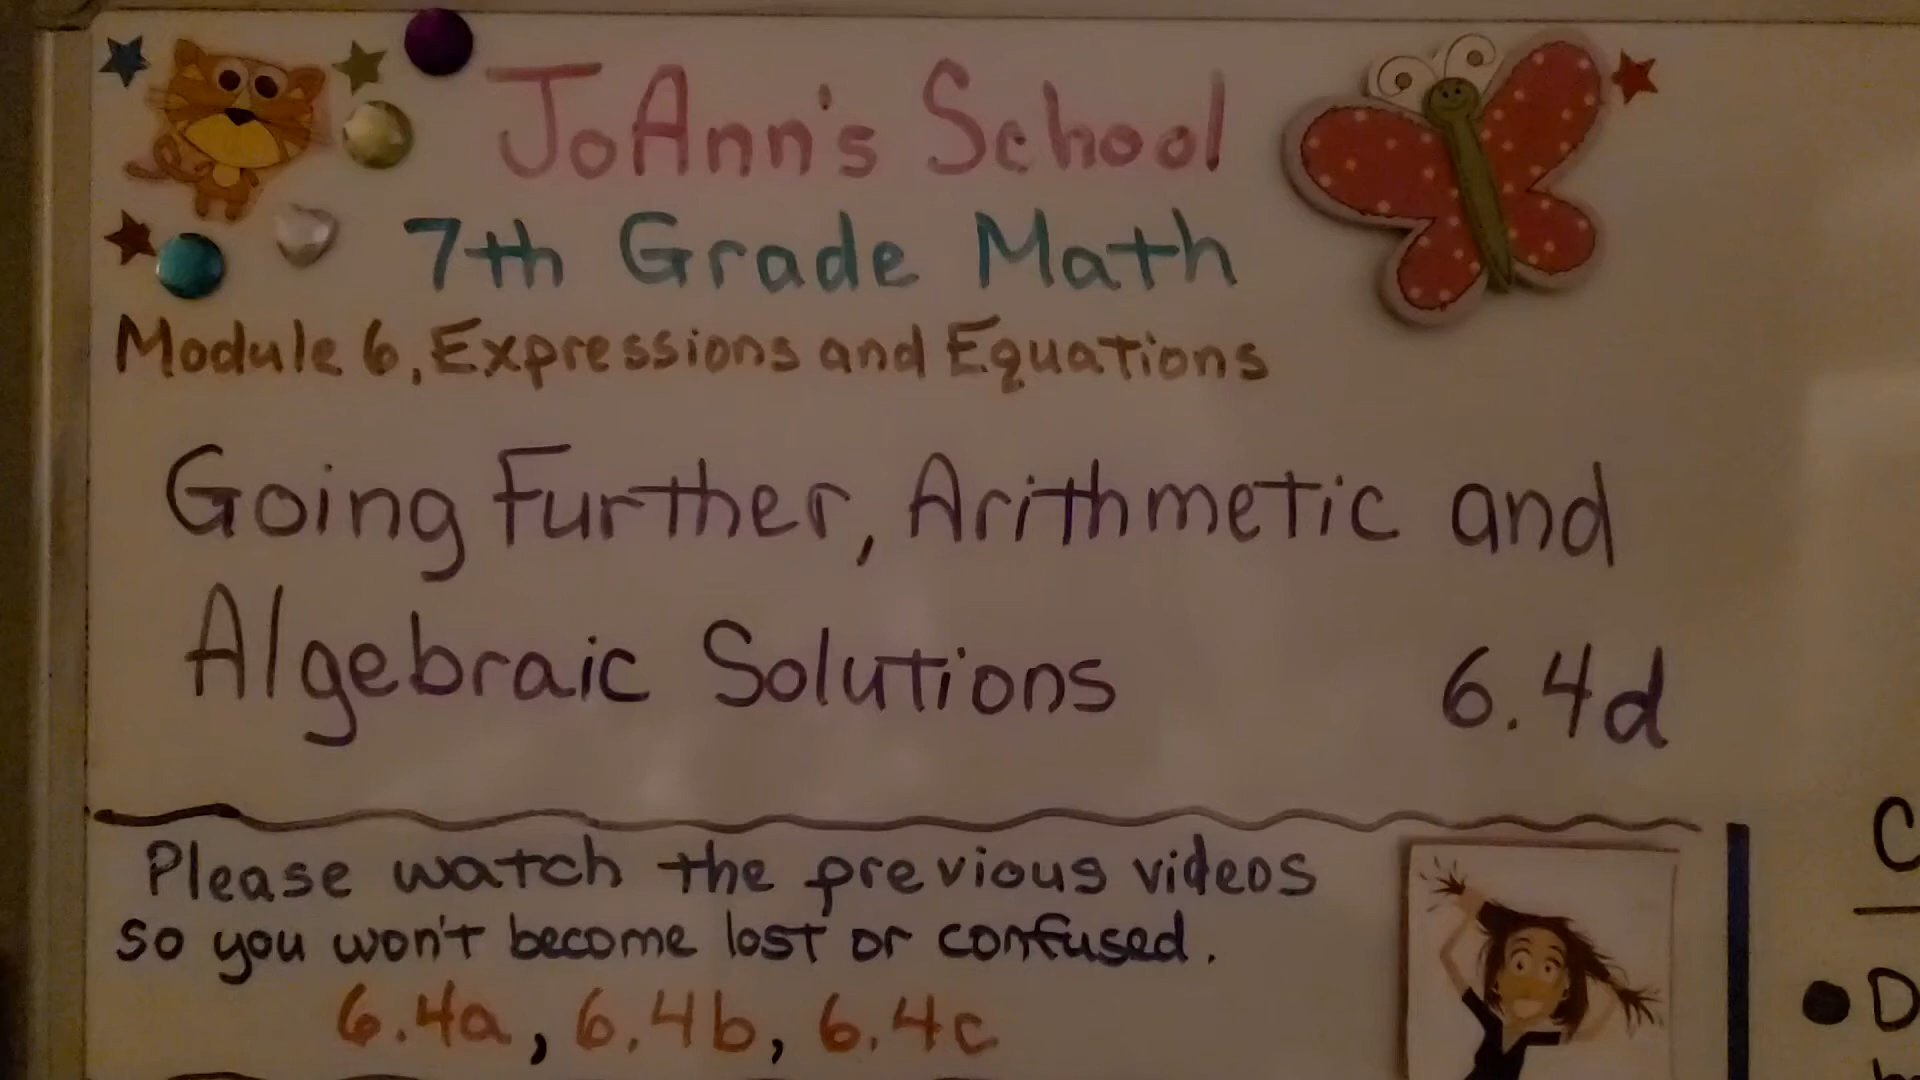 JoAnn's School
7th Grade Math
Module 6, Expressions and Equations
Going Further, Arithmetic and
Algebraic Solutions 6.4d
Please watch the previous videos
so you won't become lost or confused.
6.4a, 6.4b, 6.4c